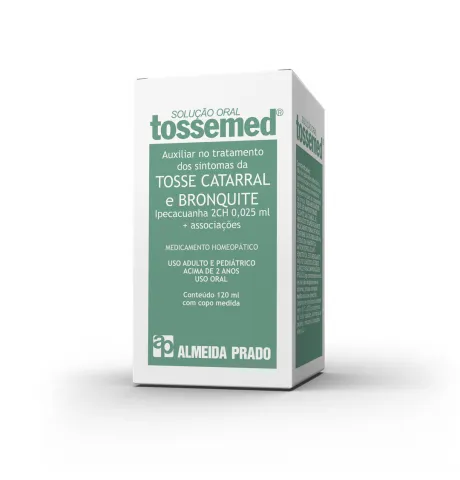 SOLUÇÃO ORAL
tossemed®
Auxiliar no tratamento
dos sintomas da
TOSSE CATARRAL
e BRONQUITE
Ipecacuanha 2CH 0,025 ml
+ associações
MEDICAMENTO HOMEOPÁTICO
USO ADULTO E PEDIÁTRICO
ACIMA DE 2 ANOS
USO ORAL
Conteúdo 120 ml
com copo medida
ap ALMEIDA PRADO